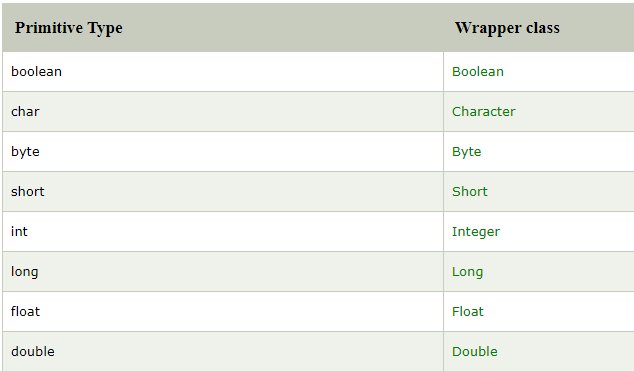 Primitive Type Wrapper class
boolean Boolean
char Character
byte Byte
short Short
int Integer
long Long
float Float
double Double